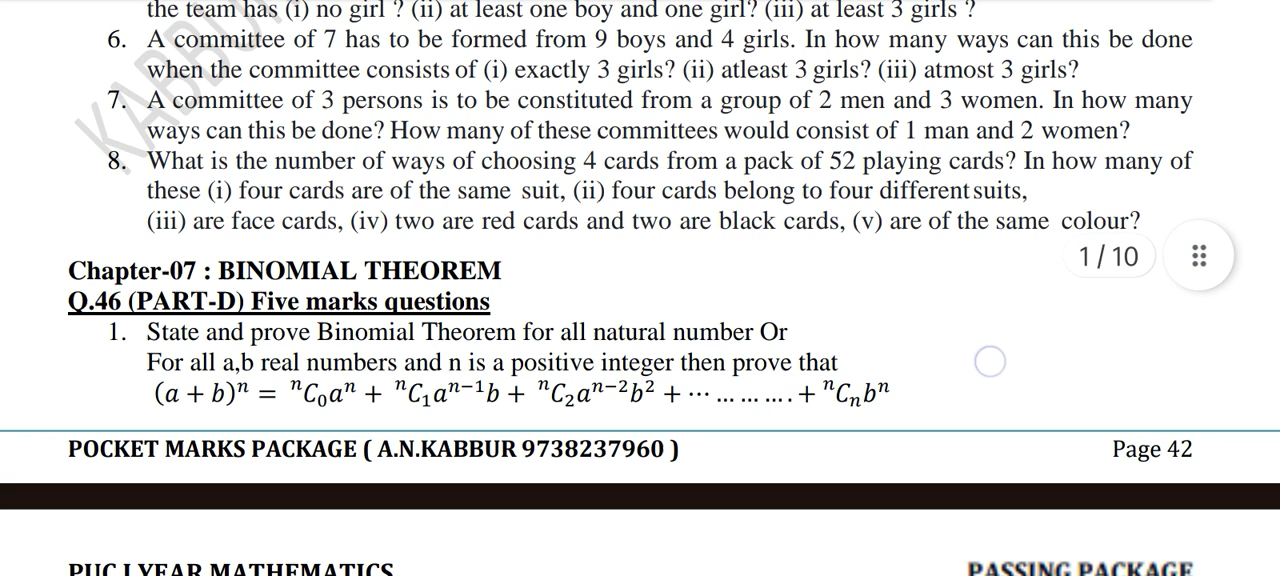 the team has (i) no girl ? (ii) at least one boy and one girl? (iii) at least 3 girls ?
6. A committee of 7 has to be formed from 9 boys and 4 girls. In how many ways can this be done
when the committee consists of (i) exactly 3 girls? (ii) atleast 3 girls? (iii) atmost 3 girls?
7. A committee of 3 persons is to be constituted from a group of 2 men and 3 women. In how many
ways can this be done? How many of these committees would consist of 1 man and 2 women?
8. What is the number of ways of choosing 4 cards from a pack of 52 playing cards? In how many of
these (i) four cards are of the same suit, (ii) four cards belong to four different suits,
(iii) are face cards, (iv) two are red cards and two are black cards, (v) are of the same colour?
1 / 10
Chapter-07 : BINOMIAL THEOREM
Q.46 (PART-D) Five marks questions
1. State and prove Binomial Theorem for all natural number Or
For all a,b real numbers and n is a positive integer then prove that
(a + b)ⁿ = ⁿC₀aⁿ + ⁿC₁aⁿ⁻¹b + ⁿC₂aⁿ⁻²b² + ⋯ … … … . + ⁿCₙbⁿ
POCKET MARKS PACKAGE ( A.N.KABBUR 9738237960 )
Page 42
PUC I YEAR MATHEMATICS
PASSING PACKAGE
KABBU